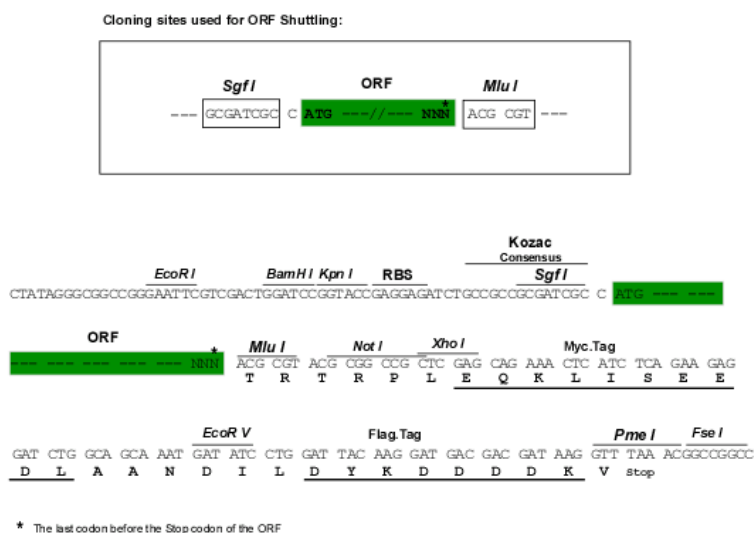 Cloning sites used for ORF Shuttling:
Sgf I ORF Mlu I
*
--- GCGATCGC C ATG ---//--- NNN ACG CGT ---
Kozac
Consensus
EcoR I BamH I Kpn I RBS Sgf I
CTATAGGGCGGCCGGGAATTCGTCGACTGGATCCGGTACCGAGGAGATCTGCCGCCGCGATCGC C ATG --- ---
ORF
* Mlu I Not I Xho I Myc.Tag
--- --- --- --- --- --- NNN ACG CGT ACG CGG CCG CTC GAG CAG AAA CTC ATC TCA GAA GAG
T R T R P L E Q K L I S E E
EcoR V Flag.Tag Pme I Fse I
GAT CTG GCA GCA AAT GAT ATC CTG GAT TAC AAG GAT GAC GAC GAT AAG GTT TAA ACGGCCGGCC
D L A A N D I L D Y K D D D D K V Stop
* The last codon before the Stop codon of the ORF